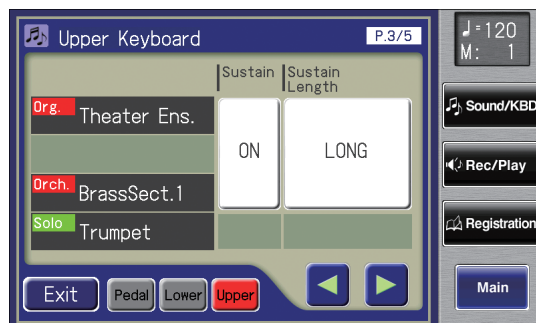 Upper Keyboard
P.3/5
Sustain
Sustain
Length
Org.
Theater Ens.
ON
LONG
Orch.
BrassSect.1
Solo
Trumpet
Exit
Pedal
Lower
Upper
♩=120
M: 1
Sound/KBD
Rec/Play
Registration
Main